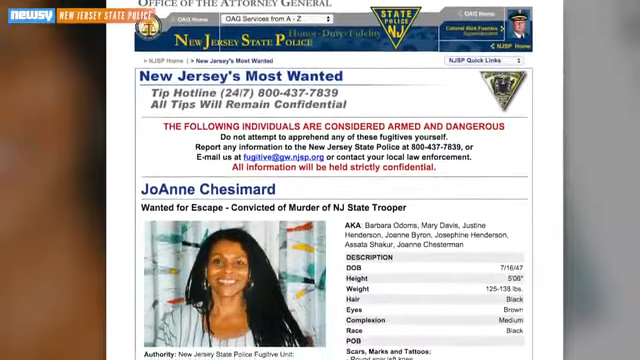 newsy NEW JERSEY STATE POLICE
OFFICE OF THE ATTORNEY GENERAL
OAG Home
OAG Services from A - Z
STATE POLICE NJ
OAG Home
Colonel Rick Fuentes
Superintendent
NJSP Home
Honor • Duty • Fidelity
NEW JERSEY STATE POLICE
> NJSP Home | > New Jersey's Most Wanted
NJSP Quick Links
New Jersey's Most Wanted
Tip Hotline (24/7) 800-437-7839
All Tips Will Remain Confidential
THE FOLLOWING INDIVIDUALS ARE CONSIDERED ARMED AND DANGEROUS
Do not attempt to apprehend any of these fugitives yourself.
Report any information to the New Jersey State Police at 800-437-7839, or
E-mail us at fugitive@gw.njsp.org or contact your local law enforcement.
All information will be held strictly confidential.
JoAnne Chesimard
Wanted for Escape - Convicted of Murder of NJ State Trooper
AKA: Barbara Odoms, Mary Davis, Justine
Henderson, Joanne Byron, Josephine Henderson,
Assata Shakur, Joanne Chesterman
DESCRIPTION
DOB 7/16/47
Height 5'06"
Weight 125-138 lbs.
Hair Black
Eyes Brown
Complexion Medium
Race Black
POB
Scars, Marks and Tattoos:
- Round scar left knee
Authority: New Jersey State Police Fugitive Unit: